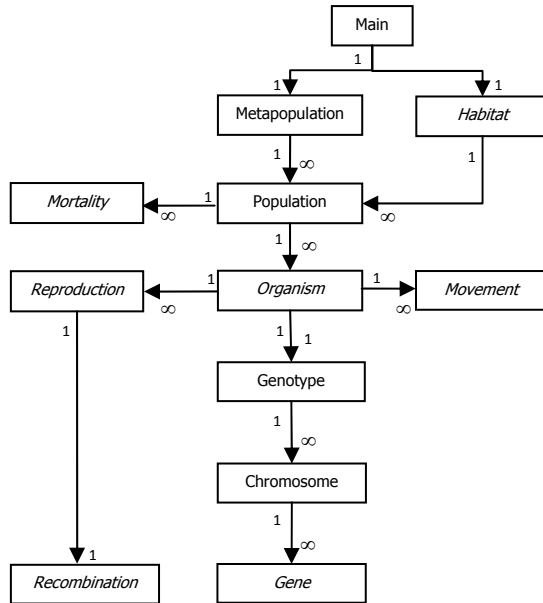 Main
1
1 1
Metapopulation Habitat
1 1
∞
Mortality 1 Population
∞ ∞
1 ∞
Reproduction 1 Organism 1 Movement
∞ ∞
1 1 1
Genotype
1
∞
Chromosome
1
∞
1
Recombination Gene